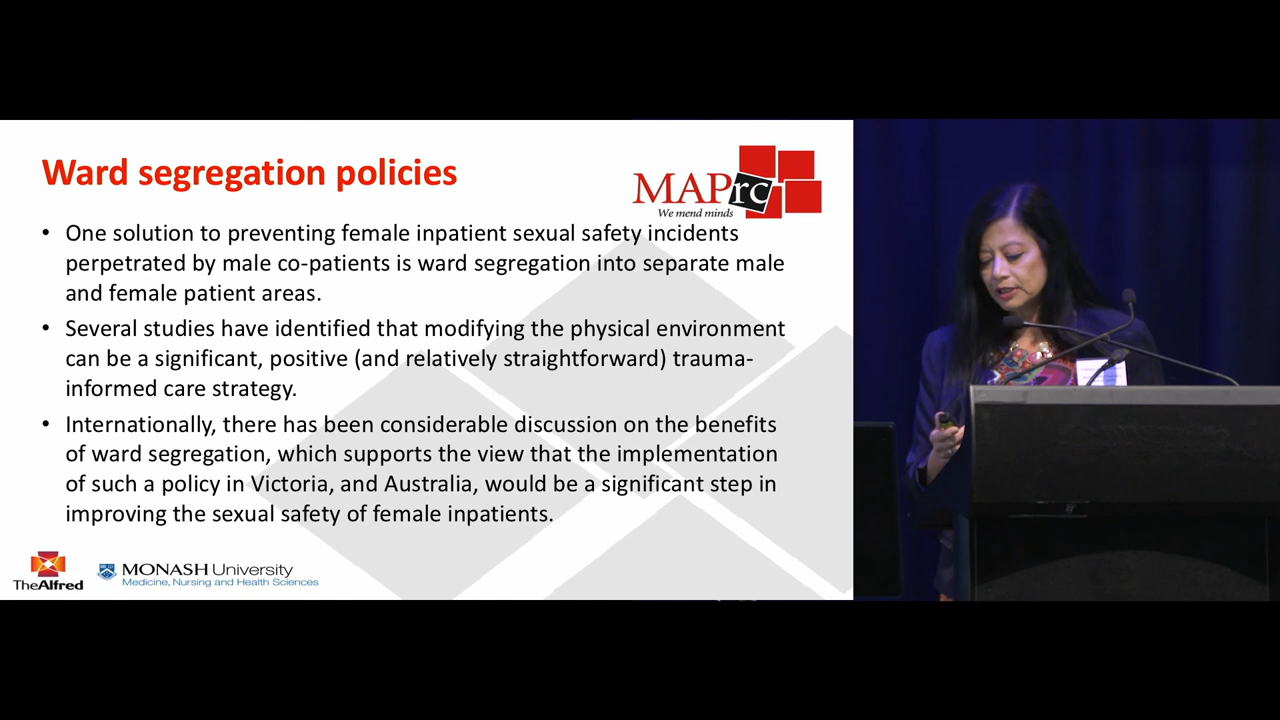 Ward segregation policies
MAPrc
We mend minds
• One solution to preventing female inpatient sexual safety incidents
perpetrated by male co-patients is ward segregation into separate male
and female patient areas.
• Several studies have identified that modifying the physical environment
can be a significant, positive (and relatively straightforward) trauma-
informed care strategy.
• Internationally, there has been considerable discussion on the benefits
of ward segregation, which supports the view that the implementation
of such a policy in Victoria, and Australia, would be a significant step in
improving the sexual safety of female inpatients.
TheAlfred
MONASH University
Medicine, Nursing and Health Sciences